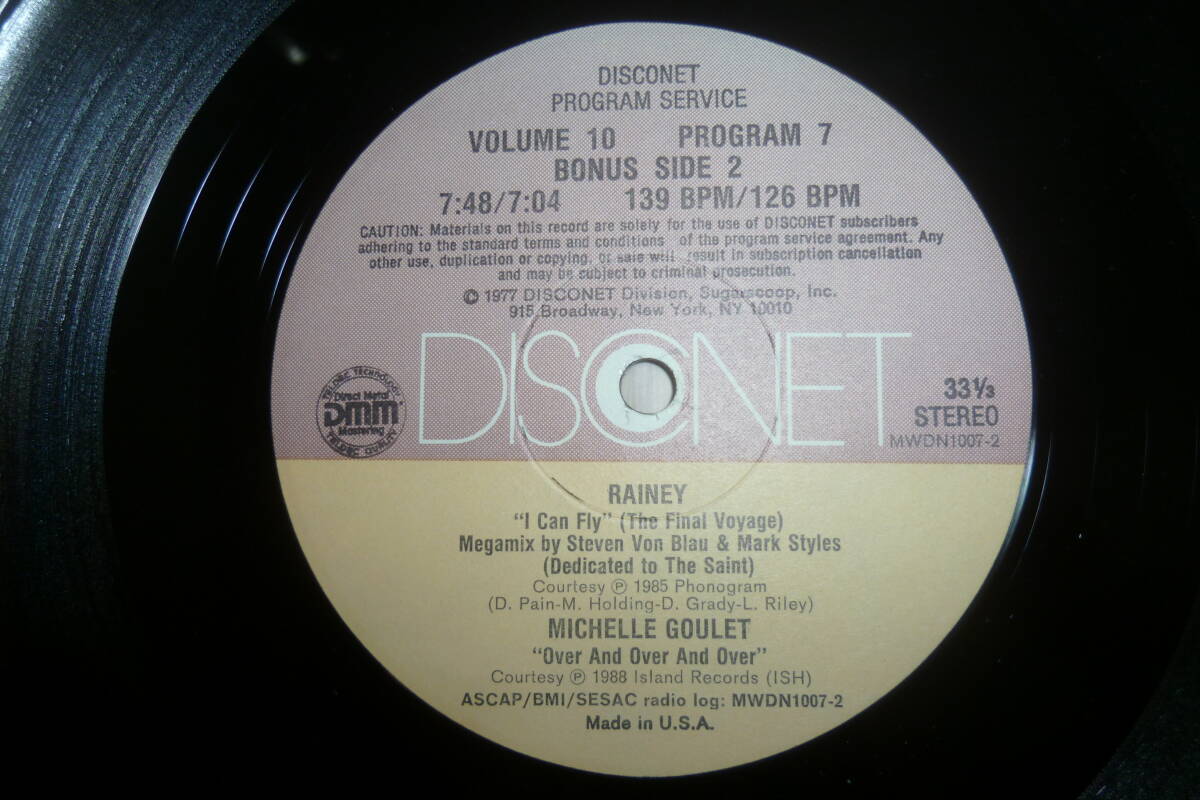 DISCONET
PROGRAM SERVICE
VOLUME 10 PROGRAM 7
BONUS SIDE 2
7:48/7:04 139 BPM/126 BPM
CAUTION: Materials on this record are solely for the use of DISCONET subscribers
adhering to the standard terms and conditions of the program service agreement. Any
other use, duplication or copying, or sale will result in subscription cancellation
and may be subject to criminal prosecution.
© 1977 DISCONET Division, Sugarscoop, Inc.
915 Broadway, New York, NY 10010
DISCONET
TELDEC TECHNOLOGY
Direct Metal
DMM
Mastering
TELDEC QUALITY
33⅓
STEREO
MWDN1007-2
RAINEY
"I Can Fly" (The Final Voyage)
Megamix by Steven Von Blau & Mark Styles
(Dedicated to The Saint)
Courtesy ℗ 1985 Phonogram
(D. Pain-M. Holding-D. Grady-L. Riley)
MICHELLE GOULET
"Over And Over And Over"
Courtesy ℗ 1988 Island Records (ISH)
ASCAP/BMI/SESAC radio log: MWDN1007-2
Made in U.S.A.